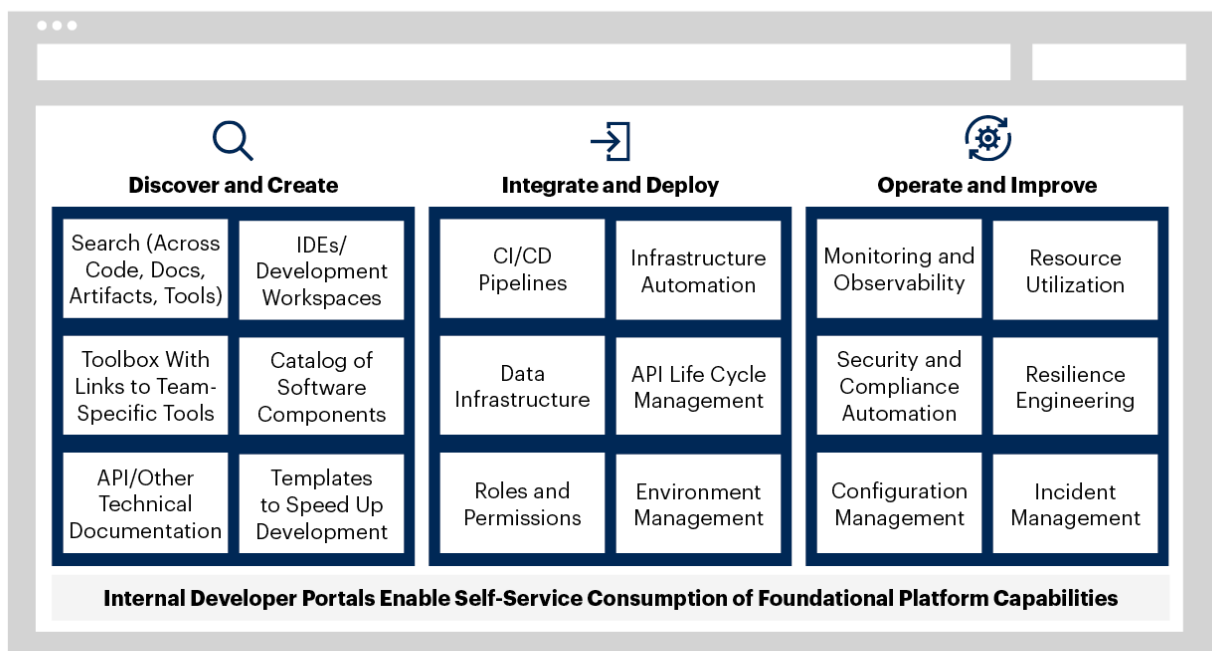 Discover and Create
Search (Across
Code, Docs,
Artifacts, Tools)
IDEs/
Development
Workspaces
Toolbox With
Links to Team-
Specific Tools
Catalog of
Software
Components
API/Other
Technical
Documentation
Templates
to Speed Up
Development
Integrate and Deploy
CI/CD
Pipelines
Infrastructure
Automation
Data
Infrastructure
API Life Cycle
Management
Roles and
Permissions
Environment
Management
Operate and Improve
Monitoring and
Observability
Resource
Utilization
Security and
Compliance
Automation
Resilience
Engineering
Configuration
Management
Incident
Management
Internal Developer Portals Enable Self-Service Consumption of Foundational Platform Capabilities